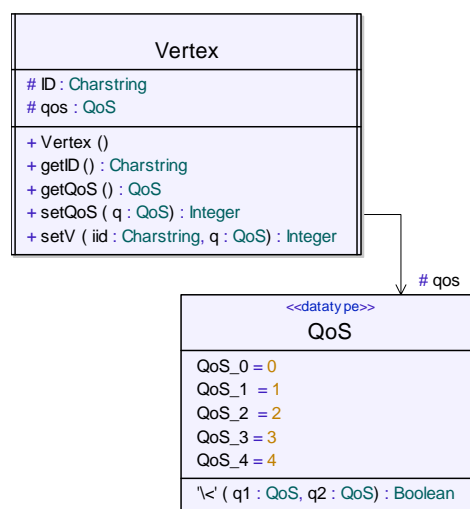 Vertex
# ID : Charstring
# qos : QoS
+ Vertex ()
+ getID () : Charstring
+ getQoS () : QoS
+ setQoS ( q : QoS) : Integer
+ setV ( iid : Charstring, q : QoS) : Integer
# qos
<<datatype>>
QoS
QoS_0 = 0
QoS_1 = 1
QoS_2 = 2
QoS_3 = 3
QoS_4 = 4
'\<' ( q1 : QoS, q2 : QoS) : Boolean